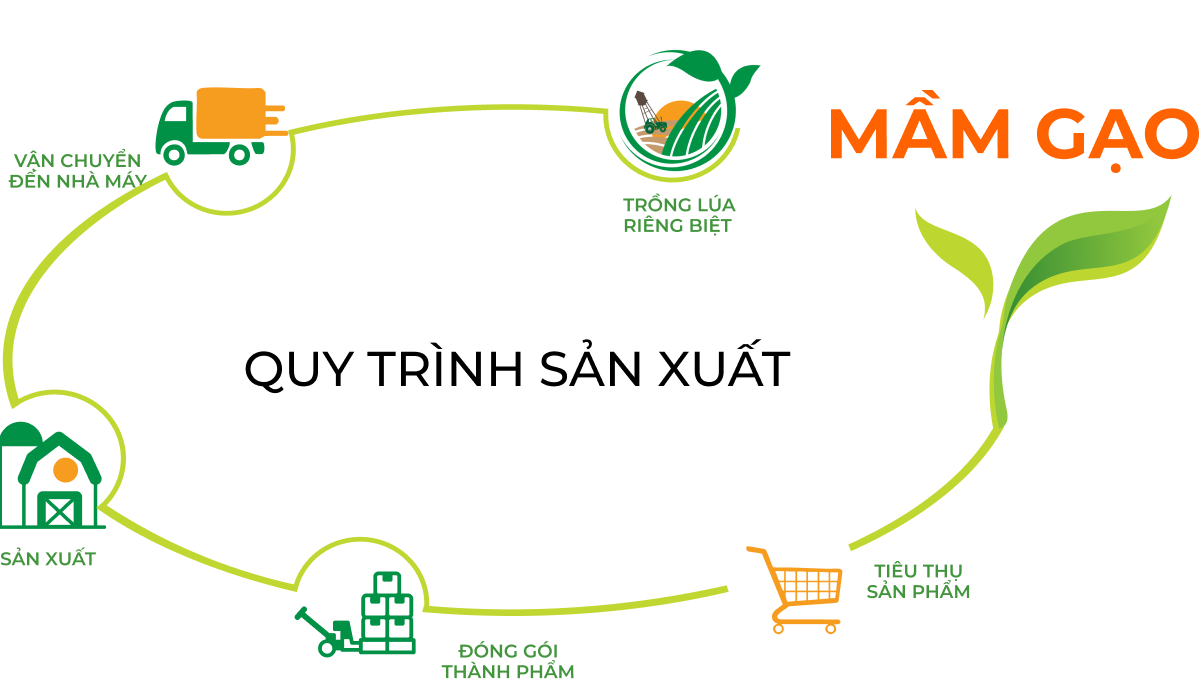 MẦM GẠO
VẬN CHUYỂN
ĐẾN NHÀ MÁY
TRỒNG LÚA
RIÊNG BIỆT
QUY TRÌNH SẢN XUẤT
SẢN XUẤT
TIÊU THỤ
SẢN PHẨM
ĐÓNG GÓI
THÀNH PHẨM